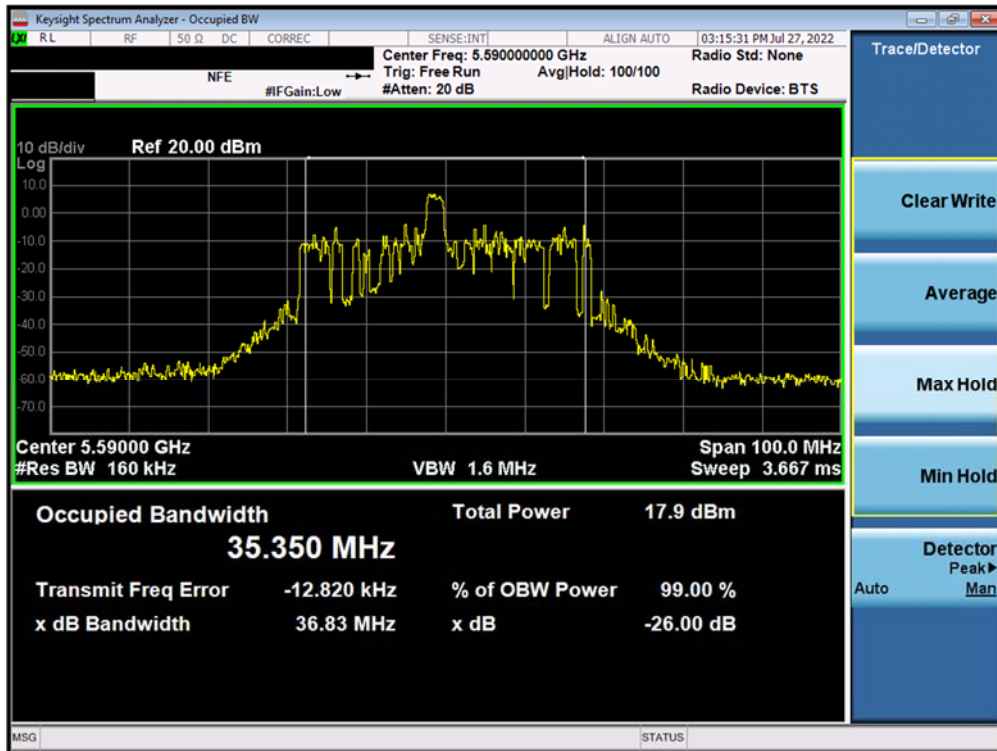 Keysight Spectrum Analyzer - Occupied BW
LXI RL RF 50 Ω DC CORREC SENSE:INT ALIGN AUTO 03:15:31 PM Jul 27, 2022
Center Freq: 5.590000000 GHz Radio Std: None
NFE Trig: Free Run Avg|Hold: 100/100
#IFGain:Low #Atten: 20 dB Radio Device: BTS
Trace/Detector
10 dB/div Ref 20.00 dBm
Log
10.0
0.00
-10.0
-20.0
-30.0
-40.0
-50.0
-60.0
-70.0
Center 5.59000 GHz Span 100.0 MHz
#Res BW 160 kHz VBW 1.6 MHz Sweep 3.667 ms
Occupied Bandwidth Total Power 17.9 dBm
35.350 MHz
Transmit Freq Error -12.820 kHz % of OBW Power 99.00 %
x dB Bandwidth 36.83 MHz x dB -26.00 dB
Clear Write
Average
Max Hold
Min Hold
Detector
Peak▶
Auto Man
MSG STATUS